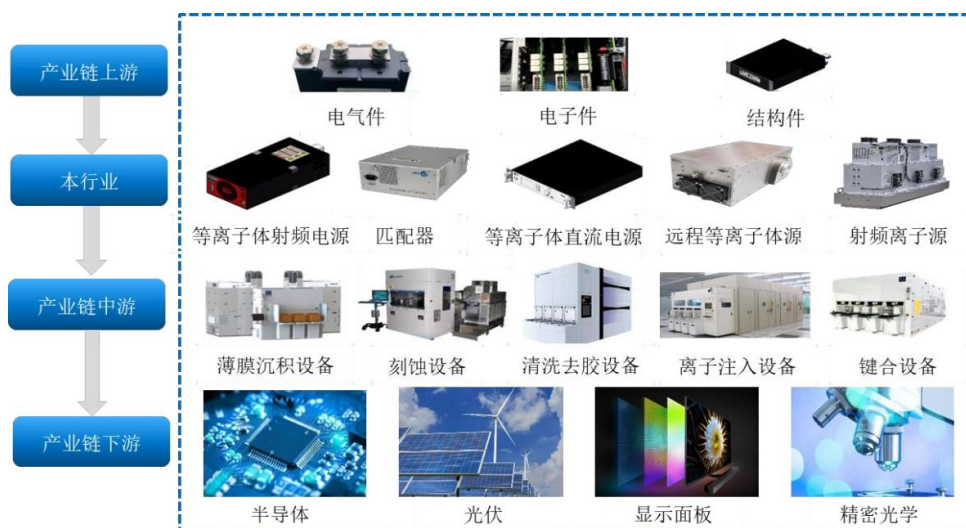 产业链上游
电气件
电子件
结构件
本行业
等离子体射频电源
匹配器
等离子体直流电源
远程等离子体源
射频离子源
产业链中游
薄膜沉积设备
刻蚀设备
清洗去胶设备
离子注入设备
键合设备
产业链下游
半导体
光伏
显示面板
精密光学